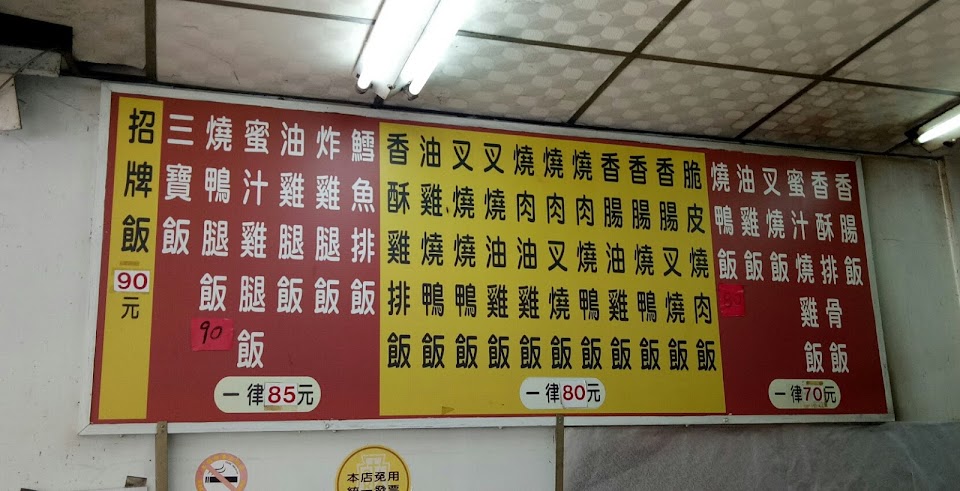 招牌飯
90
元
三寶飯
燒鴨腿飯
90
蜜汁雞腿飯
油雞腿飯
炸雞腿飯
鱈魚排飯
一律85元
香酥雞排飯
油雞燒鴨飯
叉燒燒鴨飯
叉燒油雞飯
燒肉油雞飯
燒肉叉燒飯
燒肉燒鴨飯
香腸油雞飯
香腸燒鴨飯
香腸叉燒飯
脆皮燒肉飯
一律80元
燒鴨飯
油雞飯
叉燒飯
蜜汁燒雞飯
香酥排骨飯
香腸飯
一律70元
本店免用
統一發票